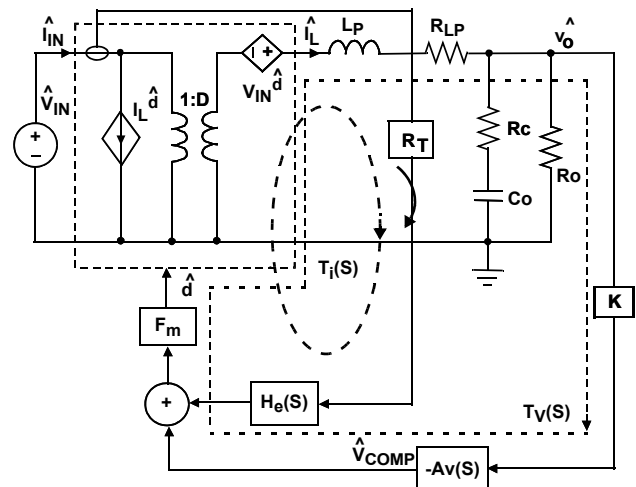 Î_IN
Î_L
L_P
R_LP
v̂_o
V̂_IN
+
−
I_L d̂
1:D
+
V_IN d̂
R_T
Rc
Ro
Co
T_i(S)
d̂
K
F_m
+
H_e(S)
T_V(S)
V̂_COMP
-Av(S)